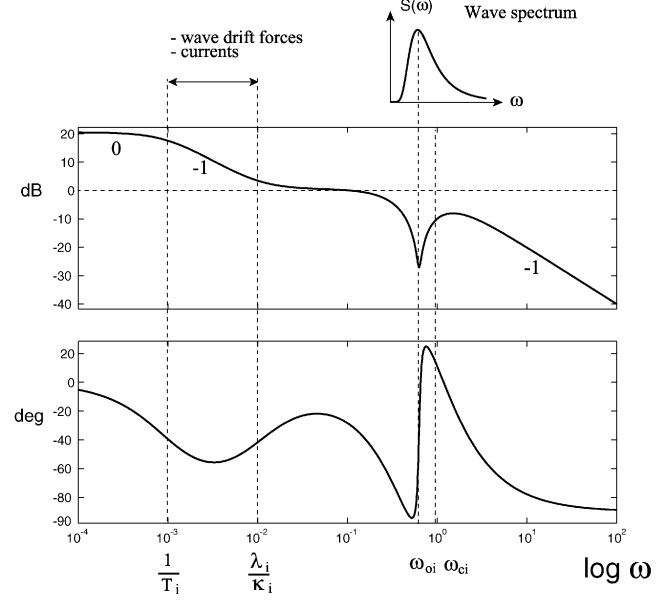 S(ω)
Wave spectrum
- wave drift forces
- currents
ω
20
0
-1
10
dB
0
-10
-20
-1
-30
-40
20
0
deg
-20
-40
-60
-80
-90
10⁻⁴ 10⁻³ 10⁻² 10⁻¹ 10⁰ 10¹ 10²
1
Tᵢ
λᵢ
κᵢ
ωₒᵢ ω_ci
log ω